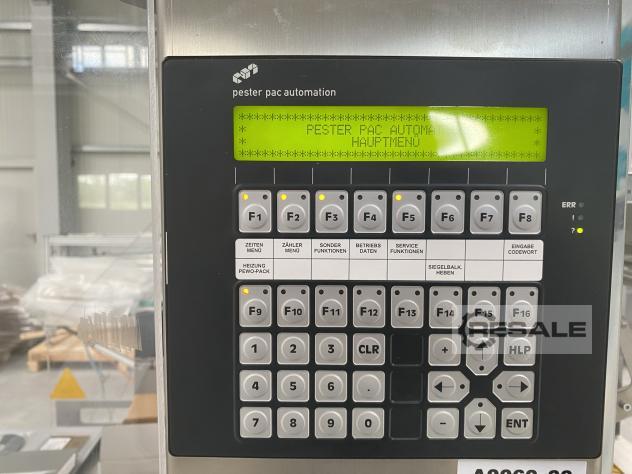 pester pac automation
********************************
* PESTER PAC AUTOMA *
* HAUPTMENÜ *
********************************
F1 F2 F3 F4 F5 F6 F7 F8
ERR
!
?
ZEITEN MENÜ
ZÄHLER MENÜ
SONDER FUNKTIONEN
BETRIEBS DATEN
SERVICE FUNKTIONEN
EINGABE CODEWORT
HEIZUNG PEWO-PACK
SIEGELBALK. HEBEN
F9 F10 F11 F12 F13 F14 F15 F16
RESALE
1 2 3 CLR + ↑ HLP
4 5 6 . ← →
7 8 9 0 - ↓ ENT